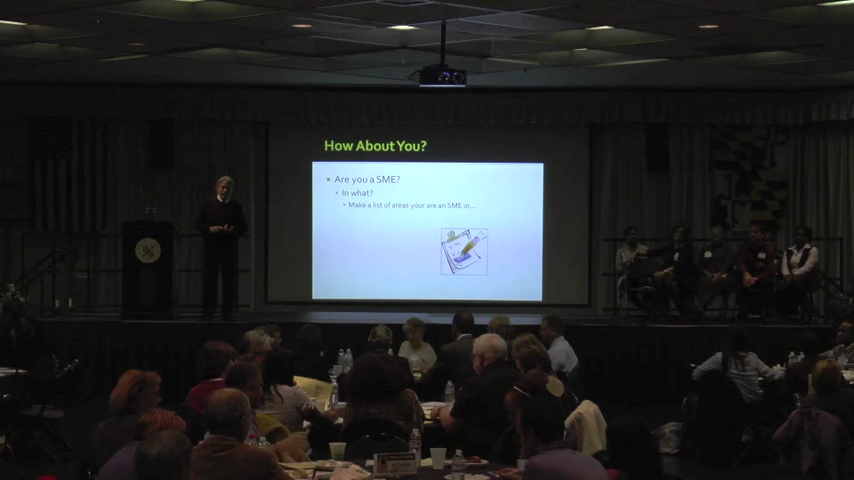 How About You?
Are you a SME?
In what?
Make a list of areas your are an SME in....